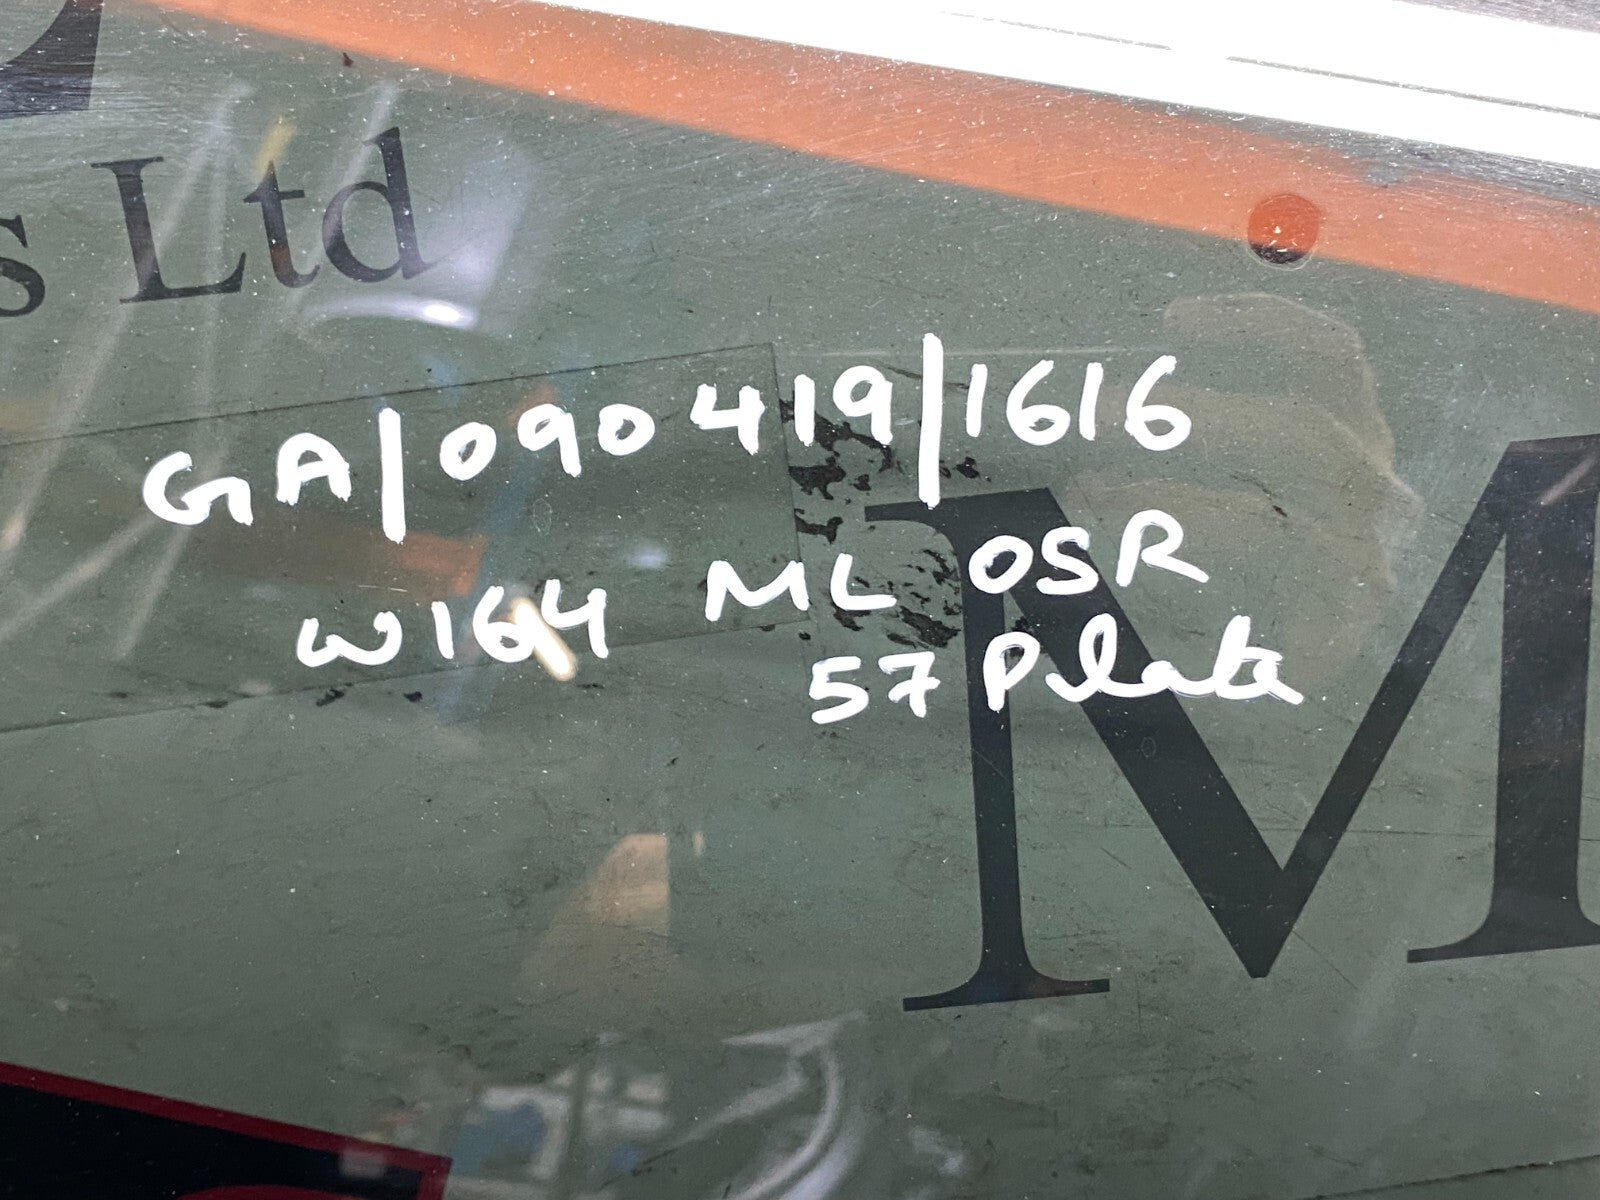 s Ltd
GA/090419/1616
W164 ML OSR
57 Plate
M